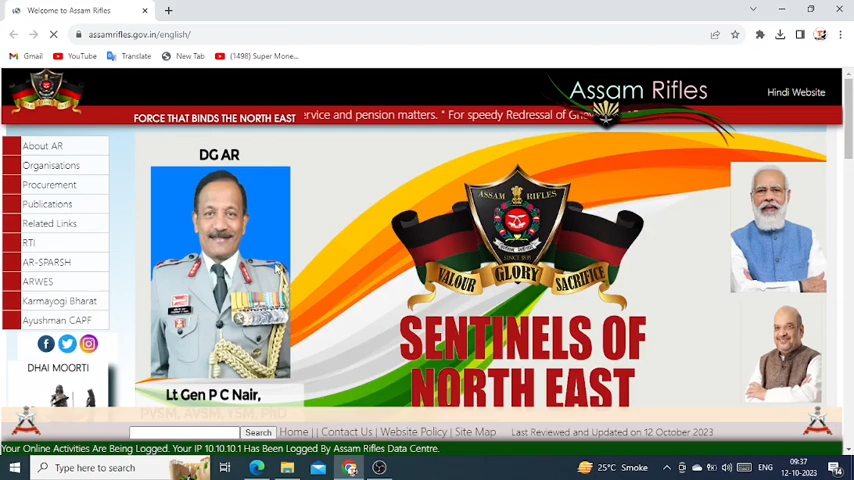 Welcome to Assam Rifles
assamrifles.gov.in/english/
Gmail
YouTube
Translate
New Tab
(1498) Super Mone...
Assam Rifles
Hindi Website
FORCE THAT BINDS THE NORTH EAST
ervice and pension matters. * For speedy Redressal of
About AR
Organisations
Procurement
Publications
Related Links
RTI
AR-SPARSH
ARWES
Karmayogi Bharat
Ayushman CAPF
DHAI MOORTI
DG AR
Lt Gen P C Nair,
PVSM, AVSM, YSM, PhD
ASSAM RIFLES
SINCE 1835
VALOUR GLORY SACRIFICE
SENTINELS OF
NORTH EAST
Search
Home | | Contact Us | Website Policy | Site Map
Last Reviewed and Updated on 12 October 2023
Your Online Activities Are Being Logged. Your IP 10.10.10.1 Has Been Logged By Assam Rifles Data Centre.
Type here to search
25°C Smoke
ENG
09:37
12-10-2023
14